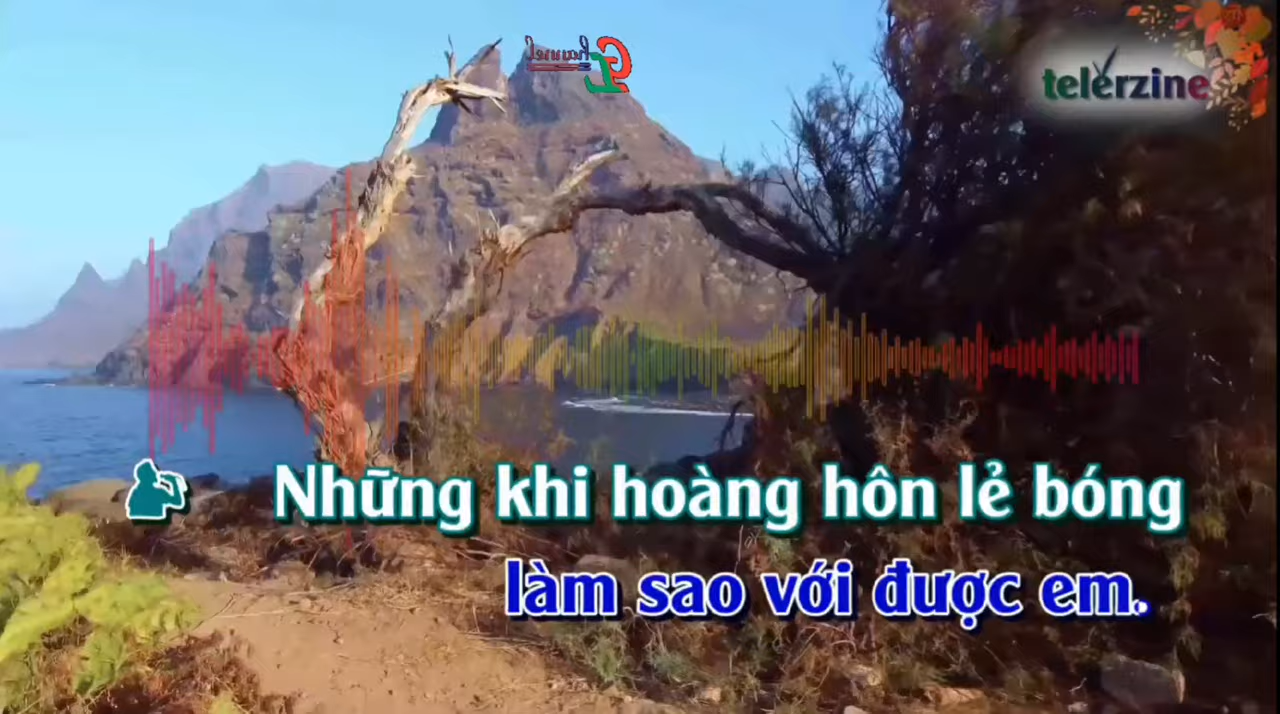 telerzine
Những khi hoàng hôn lẻ bóng
làm sao với được em.